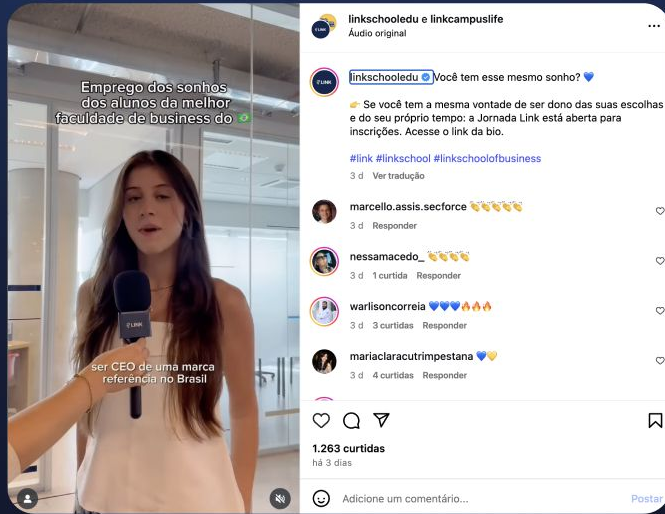 Emprego dos sonhos
dos alunos da melhor
faculdade de business do 🇧🇷
LINK
ser CEO de uma marca
referência no Brasil
LINK
linkschooledu e linkcampuslife
Áudio original
LINK
linkschooledu Você tem esse mesmo sonho? 💙
👉 Se você tem a mesma vontade de ser dono das suas escolhas
e do seu próprio tempo: a Jornada Link está aberta para
inscrições. Acesse o link da bio.
#link #linkschool #linkschoolofbusiness
3 d Ver tradução
marcello.assis.secforce 👏👏👏👏👏
3 d Responder
nessamacedo_ 👏👏👏👏
3 d 1 curtida Responder
warlisoncorreia 💙💙💙🔥🔥🔥
3 d 3 curtidas Responder
mariaclaracutrimpestana 💙💛
3 d 4 curtidas Responder
1.263 curtidas
há 3 dias
Adicione um comentário...
Postar